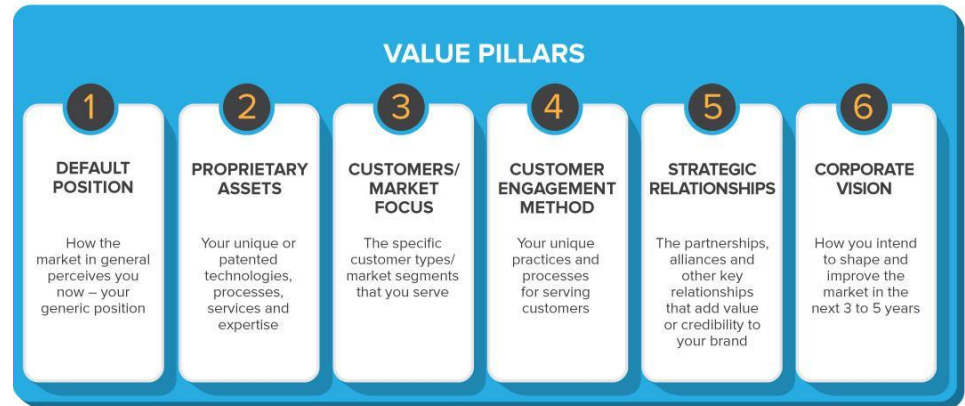 VALUE PILLARS
1
DEFAULT
POSITION
How the
market in general
perceives you
now – your
generic position
2
PROPRIETARY
ASSETS
Your unique or
patented
technologies,
processes,
services and
expertise
3
CUSTOMERS/
MARKET
FOCUS
The specific
customer types/
market segments
that you serve
4
CUSTOMER
ENGAGEMENT
METHOD
Your unique
practices and
processes
for serving
customers
5
STRATEGIC
RELATIONSHIPS
The partnerships,
alliances and
other key
relationships
that add value
or credibility to
your brand
6
CORPORATE
VISION
How you intend
to shape and
improve the
market in the
next 3 to 5 years